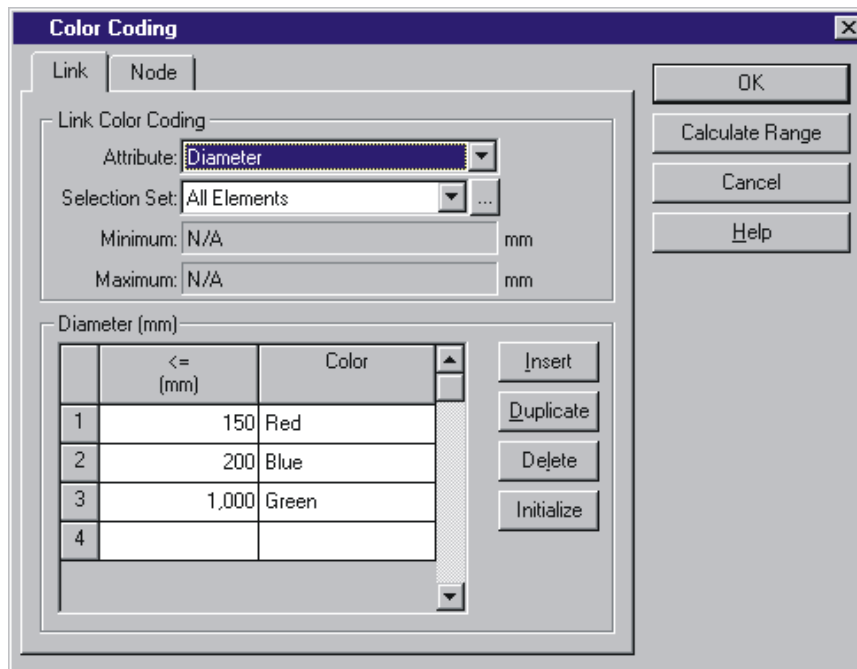 Color Coding
Link Node
Link Color Coding
Attribute: Diameter
Selection Set: All Elements ...
Minimum: N/A mm
Maximum: N/A mm
OK
Calculate Range
Cancel
Help
Diameter (mm)
<= (mm) Color
1 150 Red
2 200 Blue
3 1,000 Green
4
Insert
Duplicate
Delete
Initialize